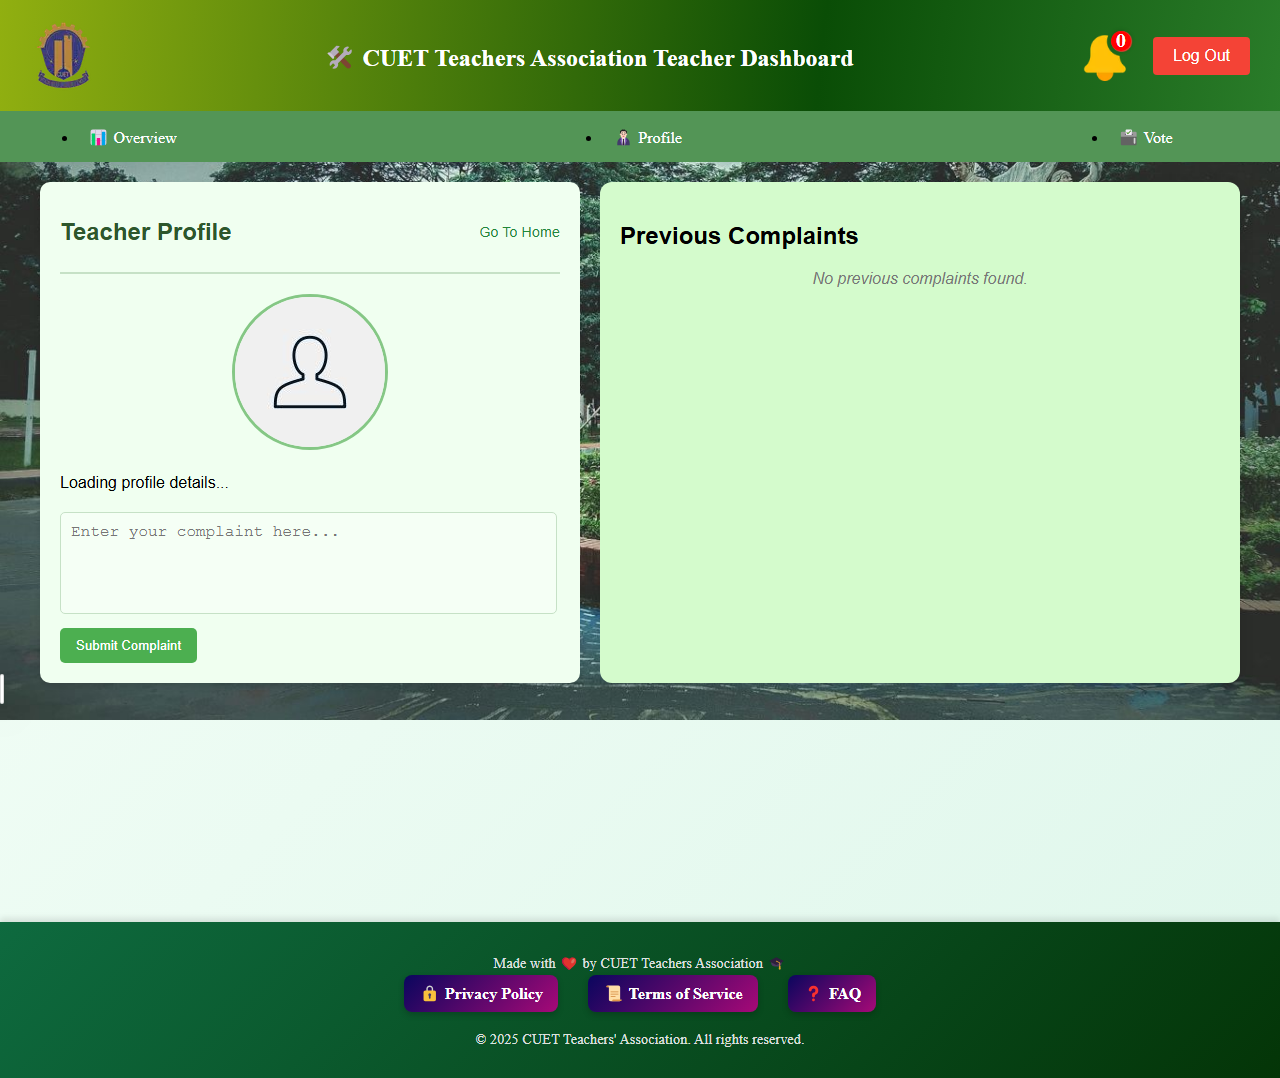 CUET
🛠️ CUET Teachers Association Teacher Dashboard
0
Log Out
📊 Overview
👨🏻‍💼 Profile
🗳️ Vote
Teacher Profile
Go To Home
Loading profile details...
Enter your complaint here...
Submit Complaint
Previous Complaints
No previous complaints found.
Made with ❤️ by CUET Teachers Association 🎓
🔒 Privacy Policy
📜 Terms of Service
❓ FAQ
© 2025 CUET Teachers' Association. All rights reserved.